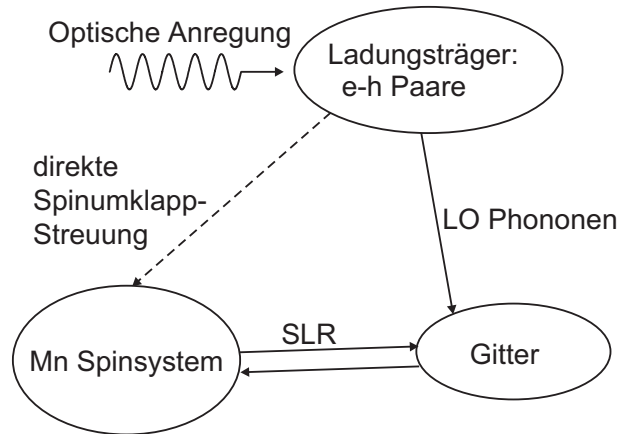 Optische Anregung
Ladungsträger:
e-h Paare
direkte
Spinumklapp-
Streuung
LO Phononen
SLR
Mn Spinsystem
Gitter